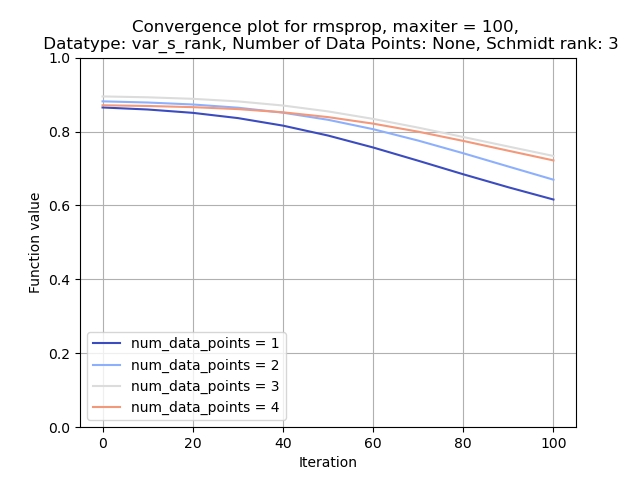 Convergence plot for rmsprop, maxiter = 100,
Datatype: var_s_rank, Number of Data Points: None, Schmidt rank: 3
1.0
0.8
0.6
0.4
0.2
0.0
Function value
num_data_points = 1
num_data_points = 2
num_data_points = 3
num_data_points = 4
0 20 40 60 80 100
Iteration